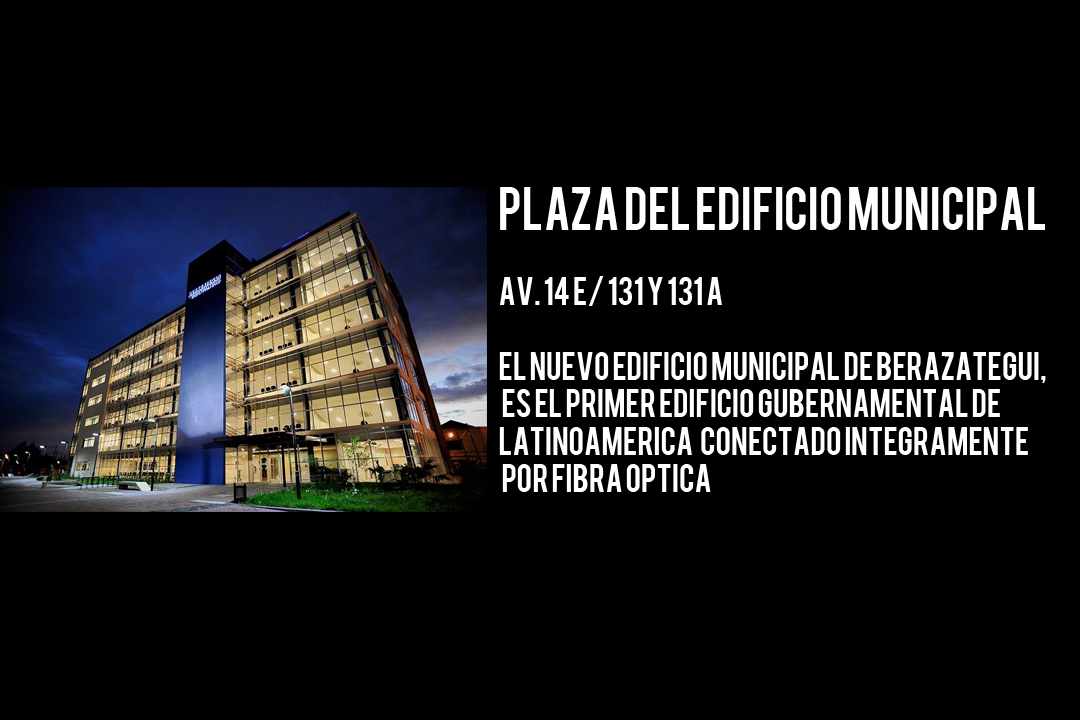 PLAZA DEL EDIFICIO MUNICIPAL
AV. 14 E/ 131 Y 131 A
EL NUEVO EDIFICIO MUNICIPAL DE BERAZATEGUI,
ES EL PRIMER EDIFICIO GUBERNAMENTAL DE
LATINOAMERICA CONECTADO INTEGRAMENTE
POR FIBRA OPTICA